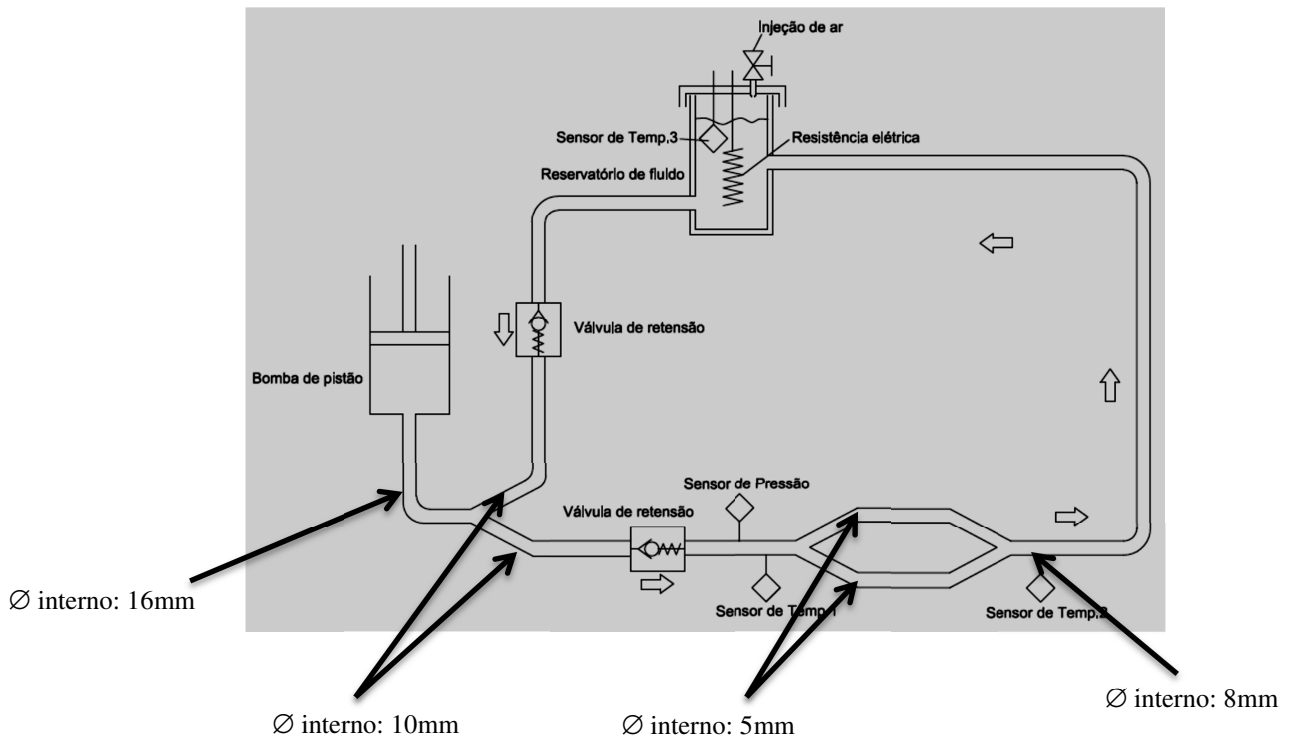 Injeção de ar
Sensor de Temp.3
Resistência elétrica
Reservatório de fluído
Válvula de retensão
Bomba de pistão
Sensor de Pressão
Válvula de retensão
∅ interno: 16mm
Sensor de Temp.1
Sensor de Temp.2
∅ interno: 10mm
∅ interno: 5mm
∅ interno: 8mm